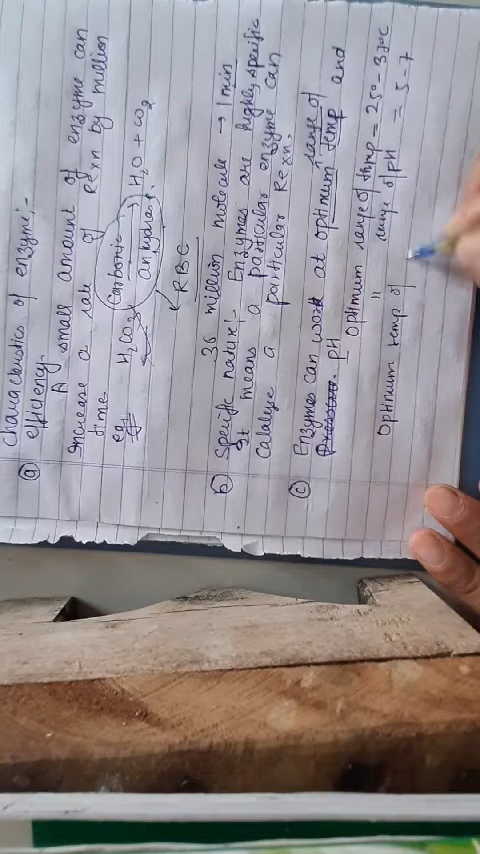 Characteristics of enzyme:-
(a) efficiency.
A small amount of enzyme can
increase a rate of Rexn by million
time
eg H2CO3 Carbonic → H2O + CO2
anhydrase.
RBC
36 million molecule → 1 min
(b) Specific nature:- Enzymes are highly specific
It means a particular enzyme can
catalyse a particular Rexn.
(c) Enzymes can work at optimum range of temp and
PH
optimum range of temp = 25° - 37°C
" range of PH = 5-7
optimum temp of